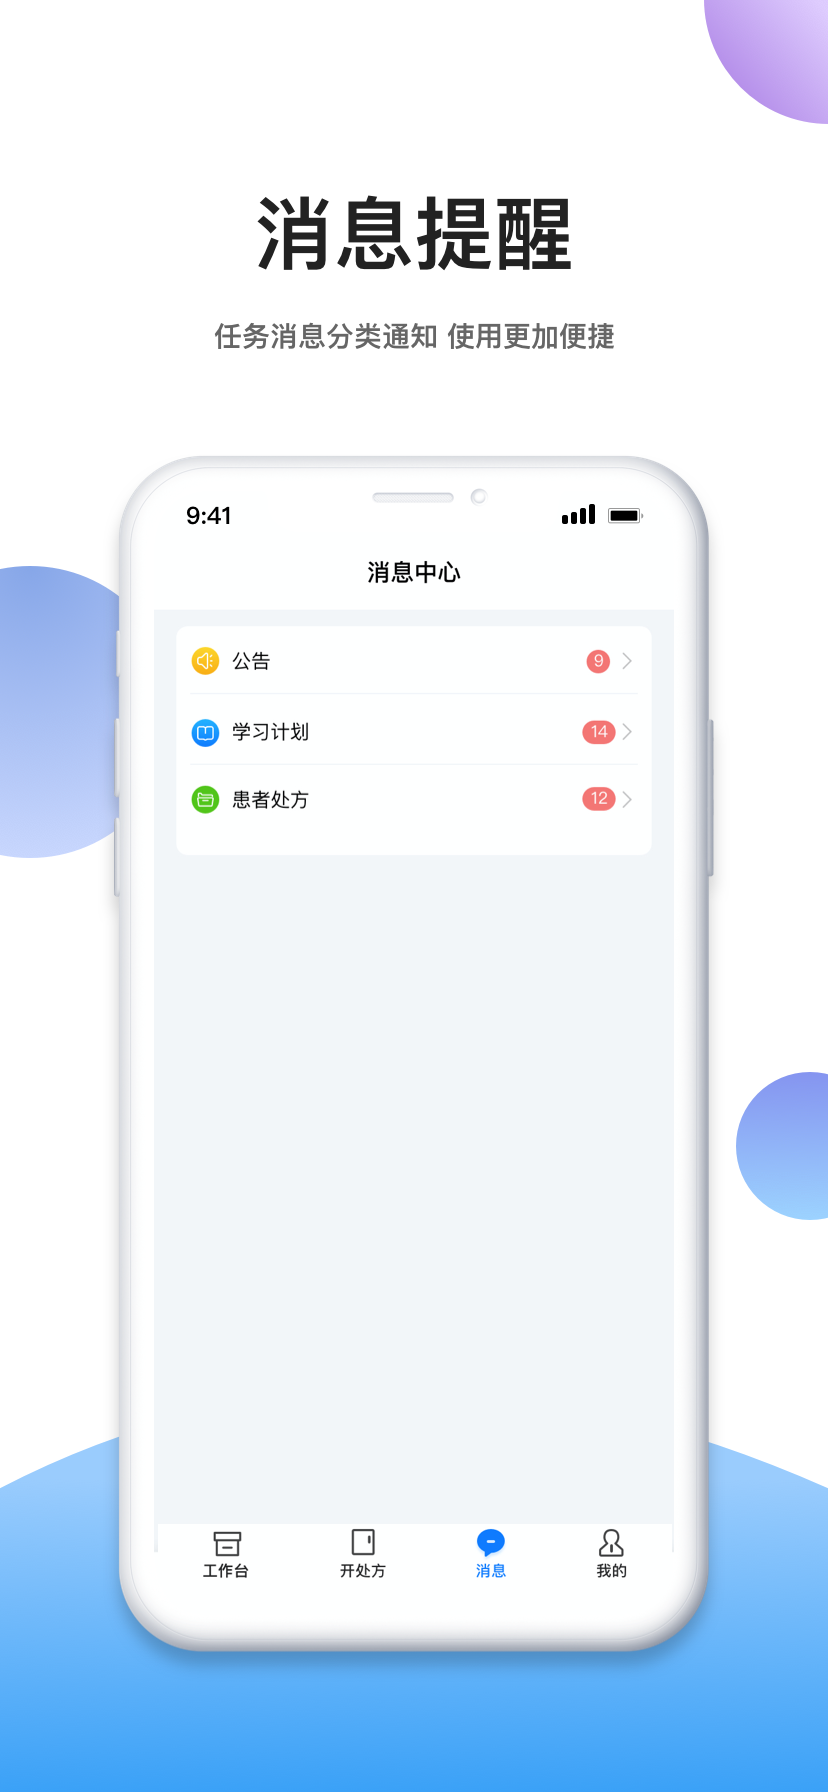 消息提醒
任务消息分类通知 使用更加便捷
9:41
消息中心
公告 9
学习计划 14
患者处方 12
工作台 开处方 消息 我的